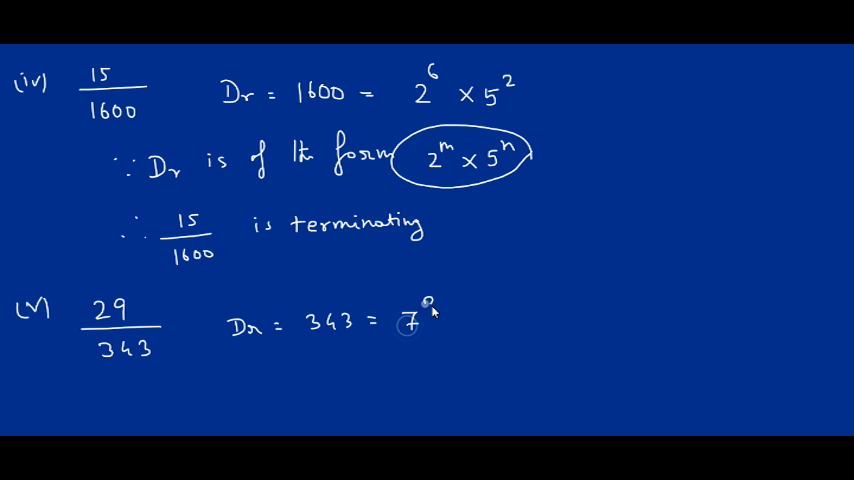 (iv) 15/1600 Dr = 1600 = 2^6 × 5^2
∵ Dr is of th form 2^m × 5^n
∴ 15/1600 is terminating
(v) 29/343 Dr = 343 = 7